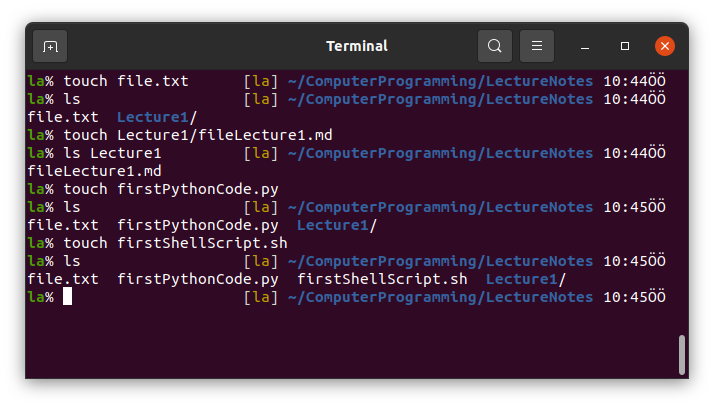 Terminal
la% touch file.txt [la] ~/ComputerProgramming/LectureNotes 10:44ÖÖ
la% ls [la] ~/ComputerProgramming/LectureNotes 10:44ÖÖ
file.txt Lecture1/
la% touch Lecture1/fileLecture1.md
la% ls Lecture1 [la] ~/ComputerProgramming/LectureNotes 10:44ÖÖ
fileLecture1.md
la% touch firstPythonCode.py
la% ls [la] ~/ComputerProgramming/LectureNotes 10:45ÖÖ
file.txt firstPythonCode.py Lecture1/
la% touch firstShellScript.sh
la% ls [la] ~/ComputerProgramming/LectureNotes 10:45ÖÖ
file.txt firstPythonCode.py firstShellScript.sh Lecture1/
la% [la] ~/ComputerProgramming/LectureNotes 10:45ÖÖ